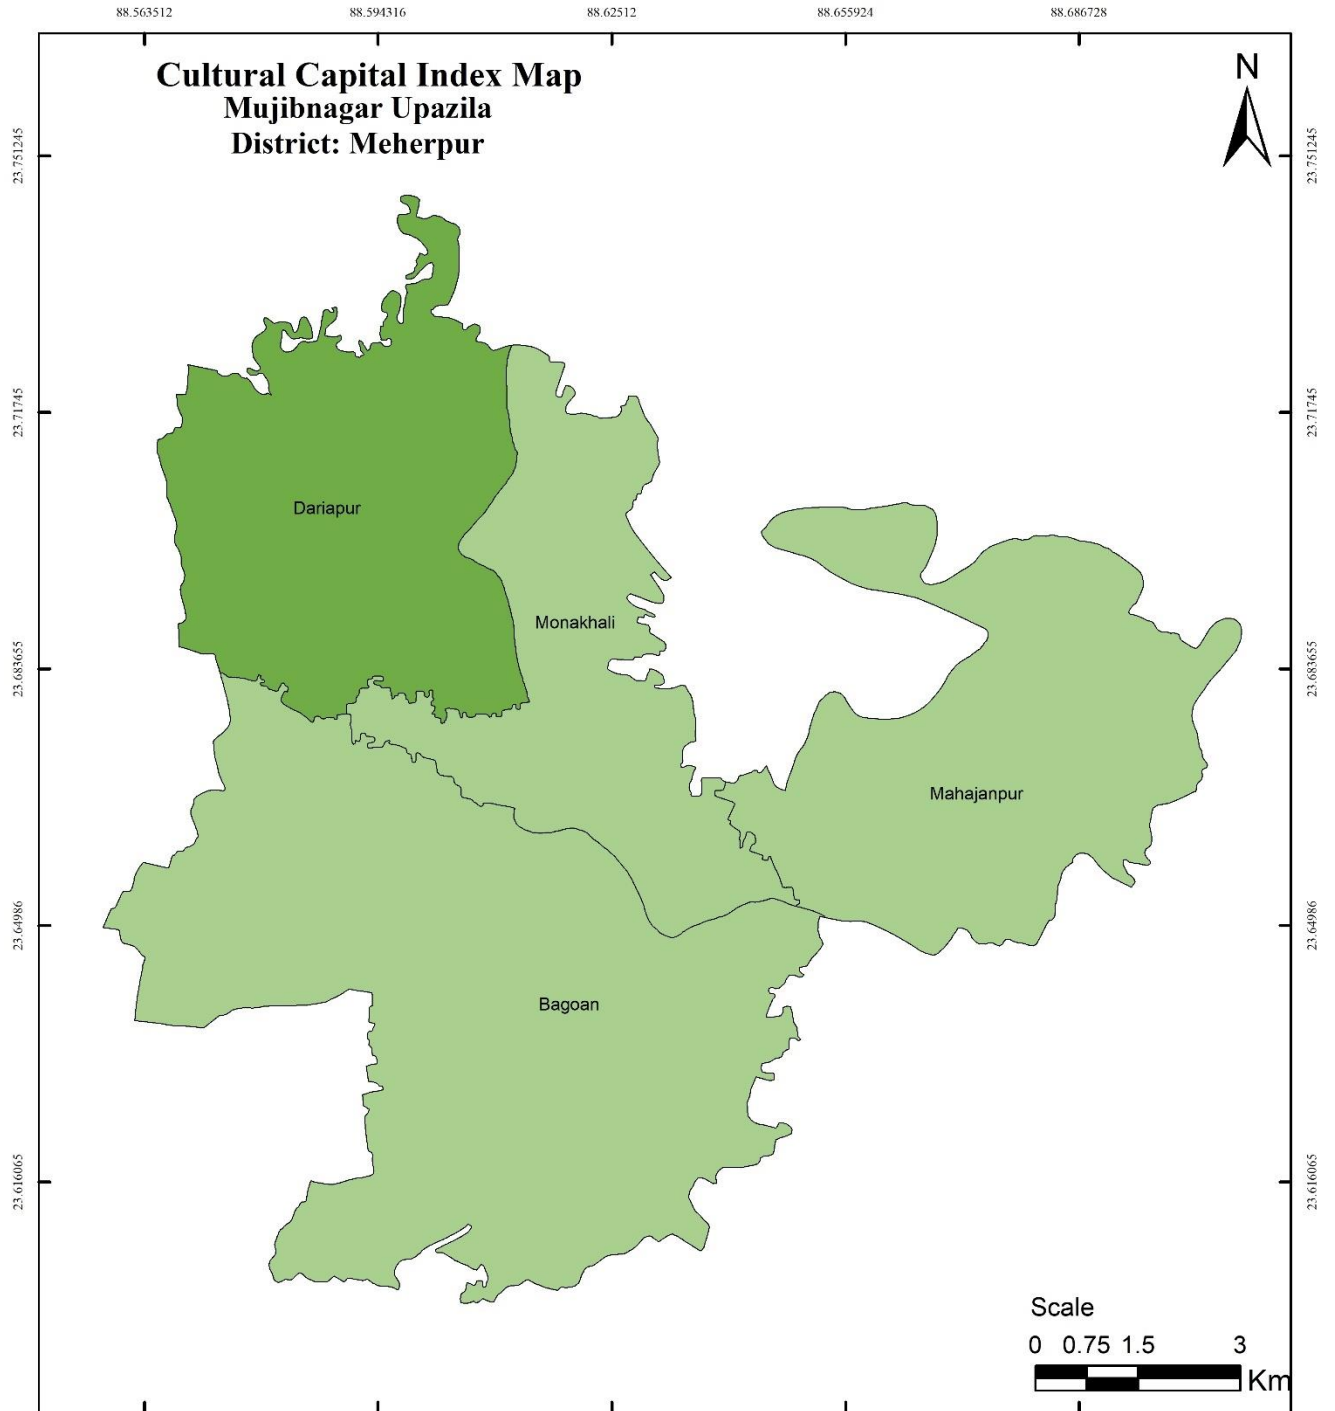 88.563512 88.594316 88.62512 88.655924 88.686728
Cultural Capital Index Map
Mujibnagar Upazila
District: Meherpur
N
23.751245 23.751245
23.71745 23.71745
Dariapur
Monakhali
23.683655 23.683655
Mahajanpur
23.64986 23.64986
Bagoan
23.616065 23.616065
Scale
0 0.75 1.5 3
Km